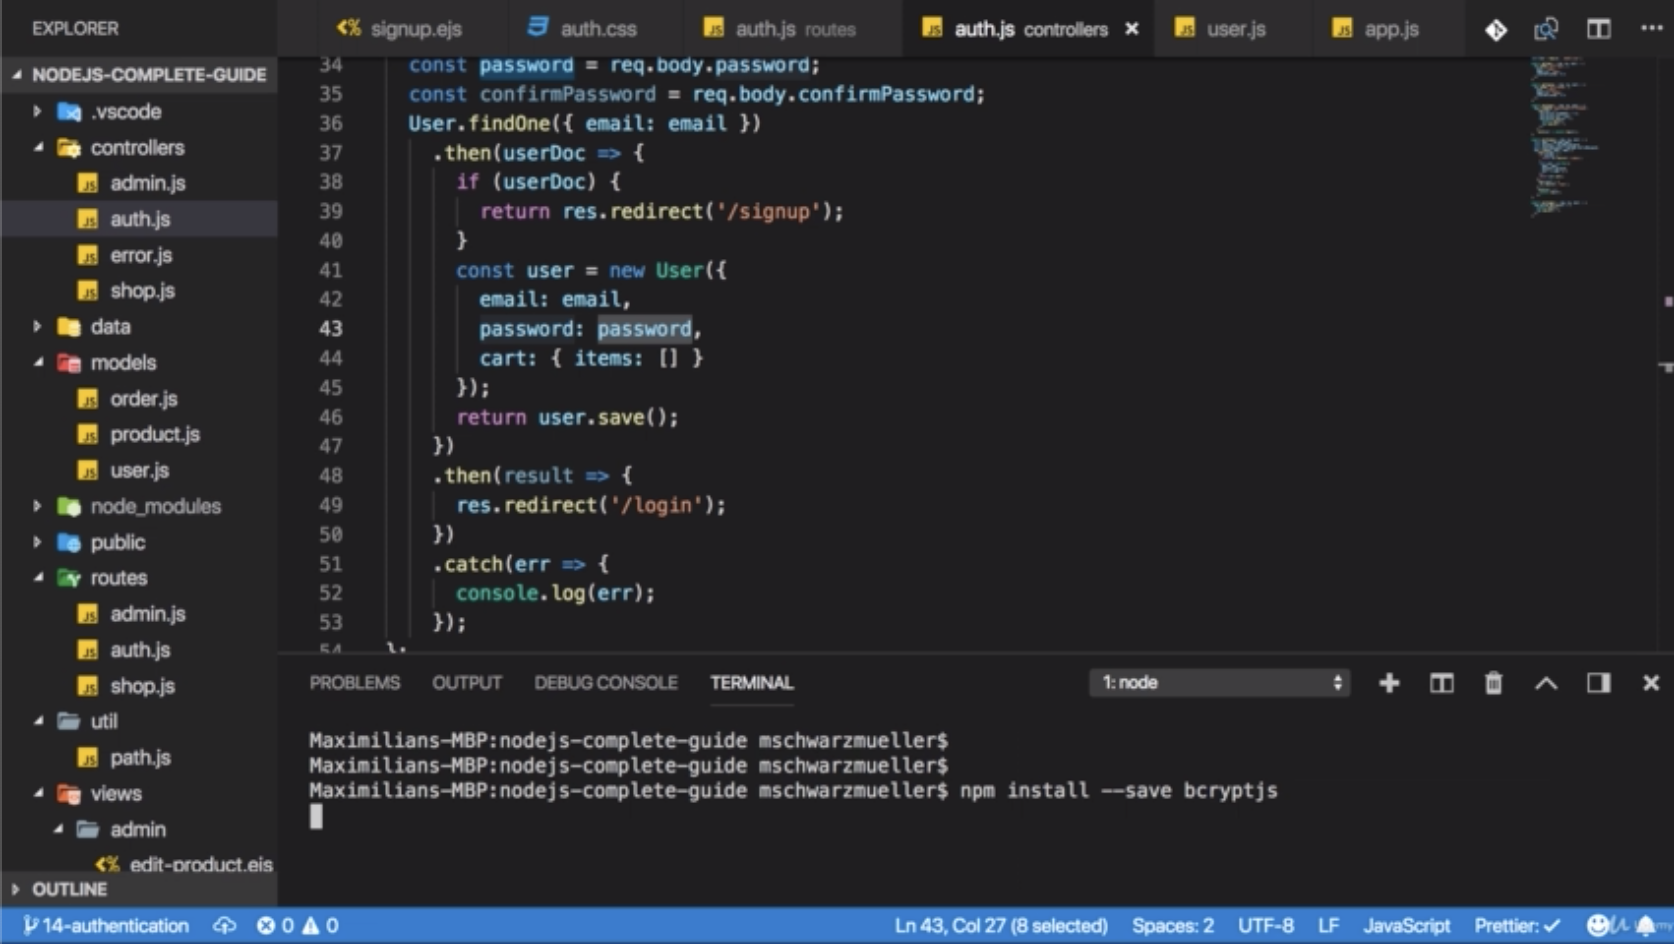 EXPLORER
signup.ejs
auth.css
auth.js routes
auth.js controllers
user.js
app.js
NODEJS-COMPLETE-GUIDE
.vscode
controllers
admin.js
auth.js
error.js
shop.js
data
models
order.js
product.js
user.js
node_modules
public
routes
admin.js
auth.js
shop.js
util
path.js
views
admin
edit-product.ejs
OUTLINE
34 const password = req.body.password;
35 const confirmPassword = req.body.confirmPassword;
36 User.findOne({ email: email })
37 .then(userDoc => {
38 if (userDoc) {
39 return res.redirect('/signup');
40 }
41 const user = new User({
42 email: email,
43 password: password,
44 cart: { items: [] }
45 });
46 return user.save();
47 })
48 .then(result => {
49 res.redirect('/login');
50 })
51 .catch(err => {
52 console.log(err);
53 });
54 };
PROBLEMS OUTPUT DEBUG CONSOLE TERMINAL
1: node
Maximilians-MBP:nodejs-complete-guide mschwarzmueller$
Maximilians-MBP:nodejs-complete-guide mschwarzmueller$
Maximilians-MBP:nodejs-complete-guide mschwarzmueller$ npm install --save bcryptjs
14-authentication 0 0 Ln 43, Col 27 (8 selected) Spaces: 2 UTF-8 LF JavaScript Prettier: ✓